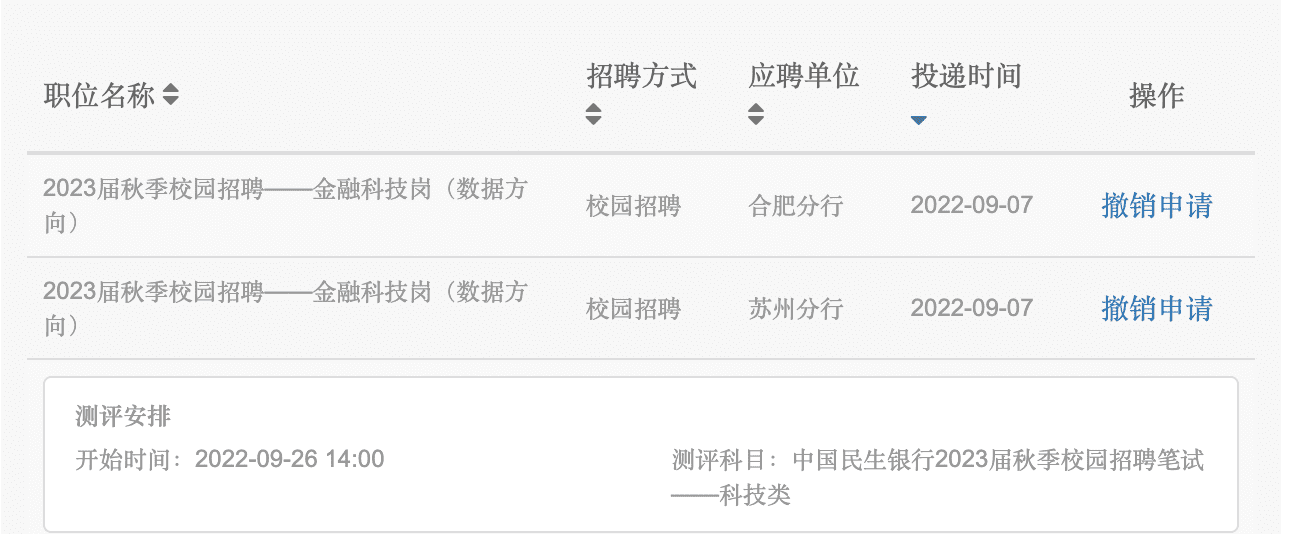 职位名称 招聘方式 应聘单位 投递时间 操作
2023届秋季校园招聘——金融科技岗（数据方
向） 校园招聘 合肥分行 2022-09-07 撤销申请
2023届秋季校园招聘——金融科技岗（数据方
向） 校园招聘 苏州分行 2022-09-07 撤销申请
测评安排
开始时间：2022-09-26 14:00 测评科目：中国民生银行2023届秋季校园招聘笔试
——科技类